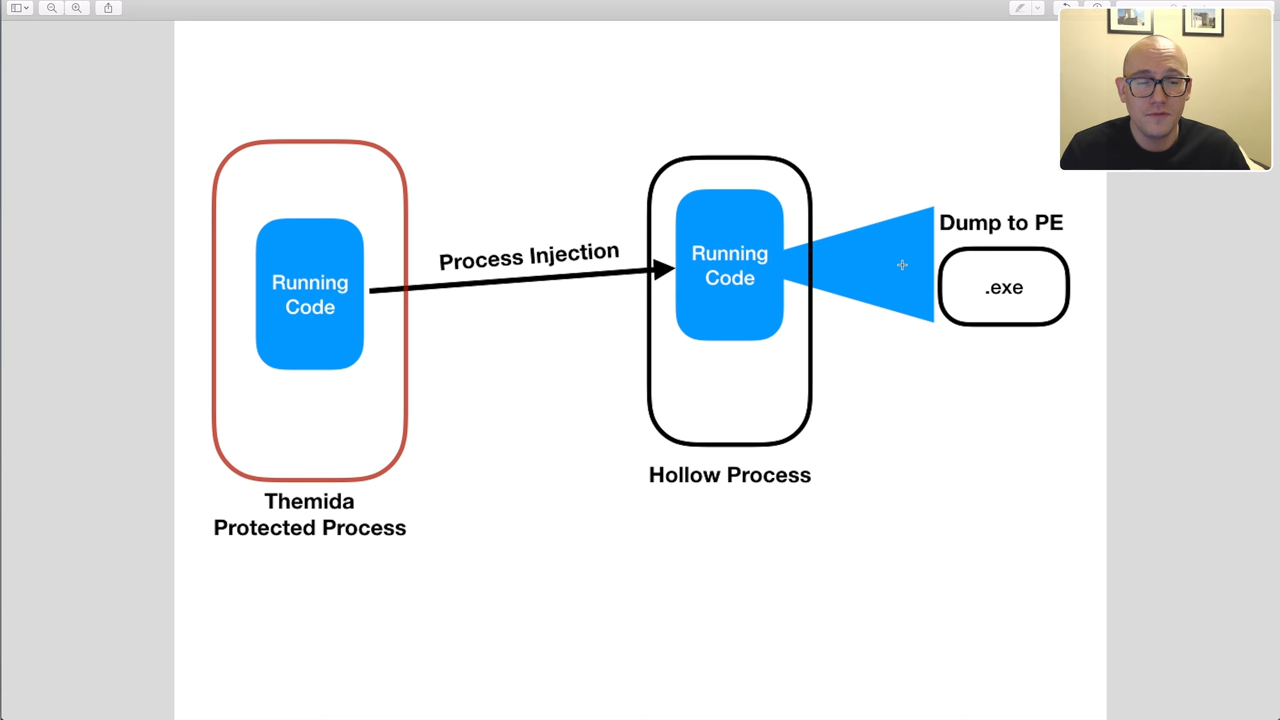 Running
Code
Themida
Protected Process
Process Injection
Running
Code
Hollow Process
Dump to PE
.exe